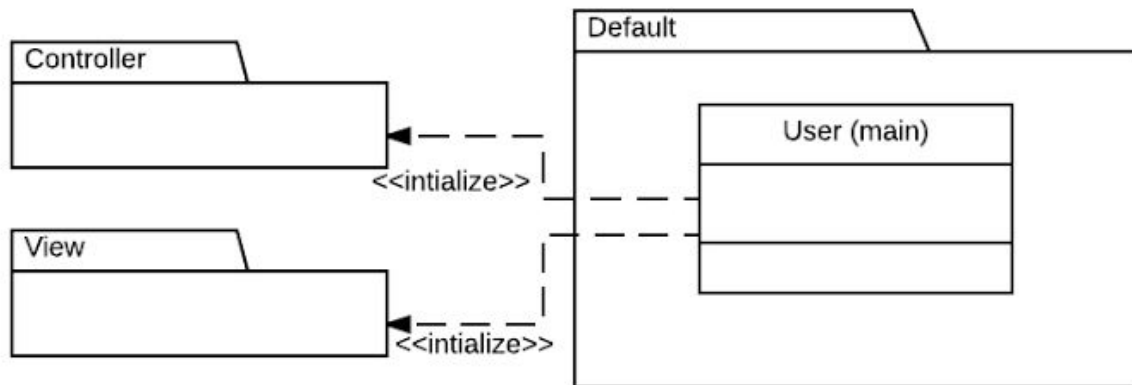 Default
Controller
User (main)
<<intialize>>
View
<<intialize>>